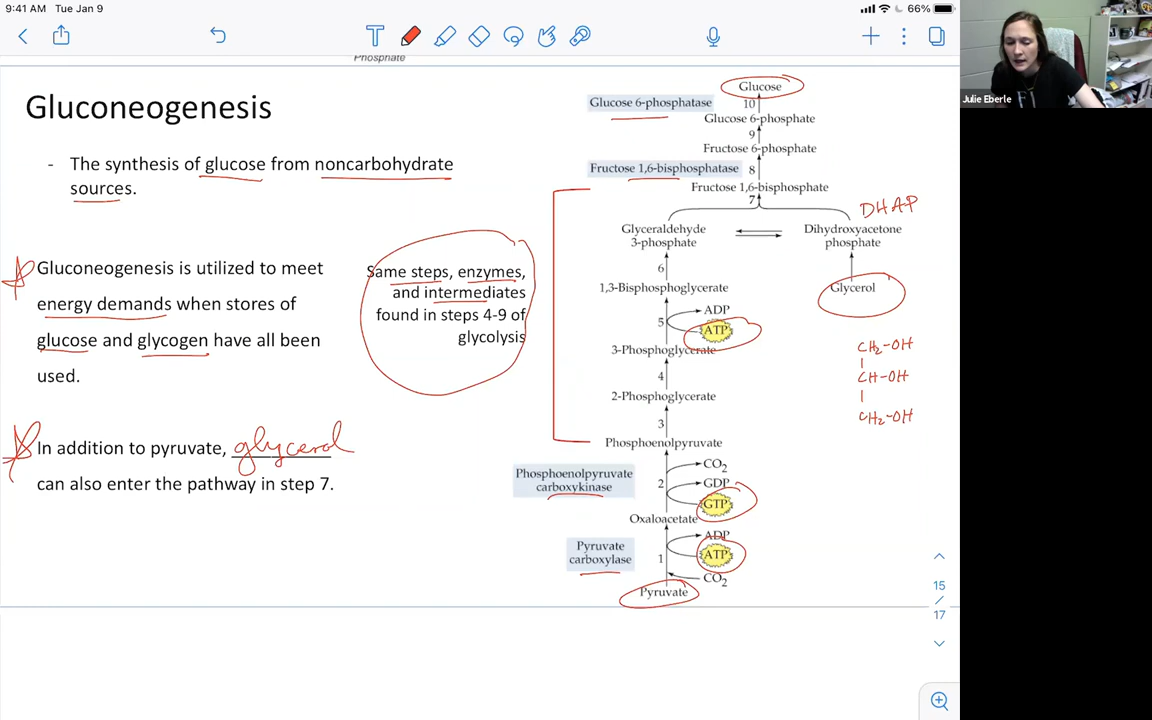 9:41 AM Tue Jan 9
66%
Phosphate
Gluconeogenesis
- The synthesis of glucose from noncarbohydrate
sources.
Gluconeogenesis is utilized to meet
energy demands when stores of
glucose and glycogen have all been
used.
In addition to pyruvate, glycerol
can also enter the pathway in step 7.
Same steps, enzymes,
and intermediates
found in steps 4-9 of
glycolysis
Glucose
Glucose 6-phosphatase
10
Glucose 6-phosphate
9
Fructose 6-phosphate
Fructose 1,6-bisphosphatase
8
Fructose 1,6-bisphosphate
7
DHAP
Glyceraldehyde
3-phosphate
Dihydroxyacetone
phosphate
6
1,3-Bisphosphoglycerate
Glycerol
ADP
5
ATP
3-Phosphoglycerate
CH2-OH
CH-OH
CH2-OH
4
2-Phosphoglycerate
3
Phosphoenolpyruvate
CO2
Phosphoenolpyruvate
carboxykinase
2
GDP
GTP
Oxaloacetate
ADP
Pyruvate
carboxylase
1
ATP
CO2
Pyruvate
15
/
17
Julie Eberle